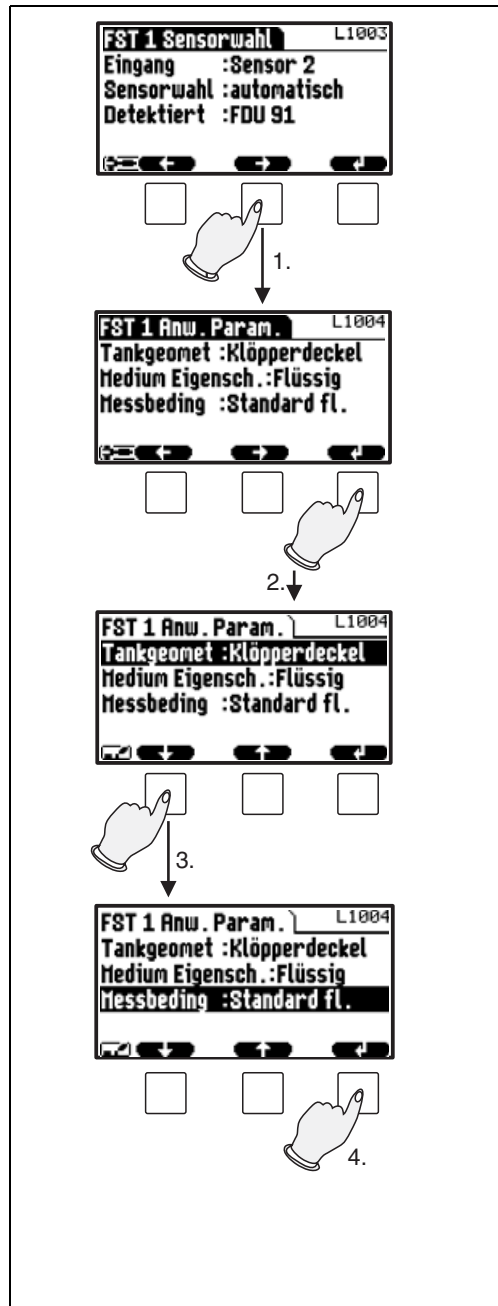 FST 1 Sensorwahl L1003
Eingang :Sensor 2
Sensorwahl :automatisch
Detektiert :FDU 91
1.
FST 1 Anw. Param. L1004
Tankgeomet :Klöpperdeckel
Medium Eigensch.:Flüssig
Messbeding :Standard fl.
2.
FST 1 Anw. Param. L1004
Tankgeomet :Klöpperdeckel
Medium Eigensch.:Flüssig
Messbeding :Standard fl.
3.
FST 1 Anw. Param. L1004
Tankgeomet :Klöpperdeckel
Medium Eigensch.:Flüssig
Messbeding :Standard fl.
4.